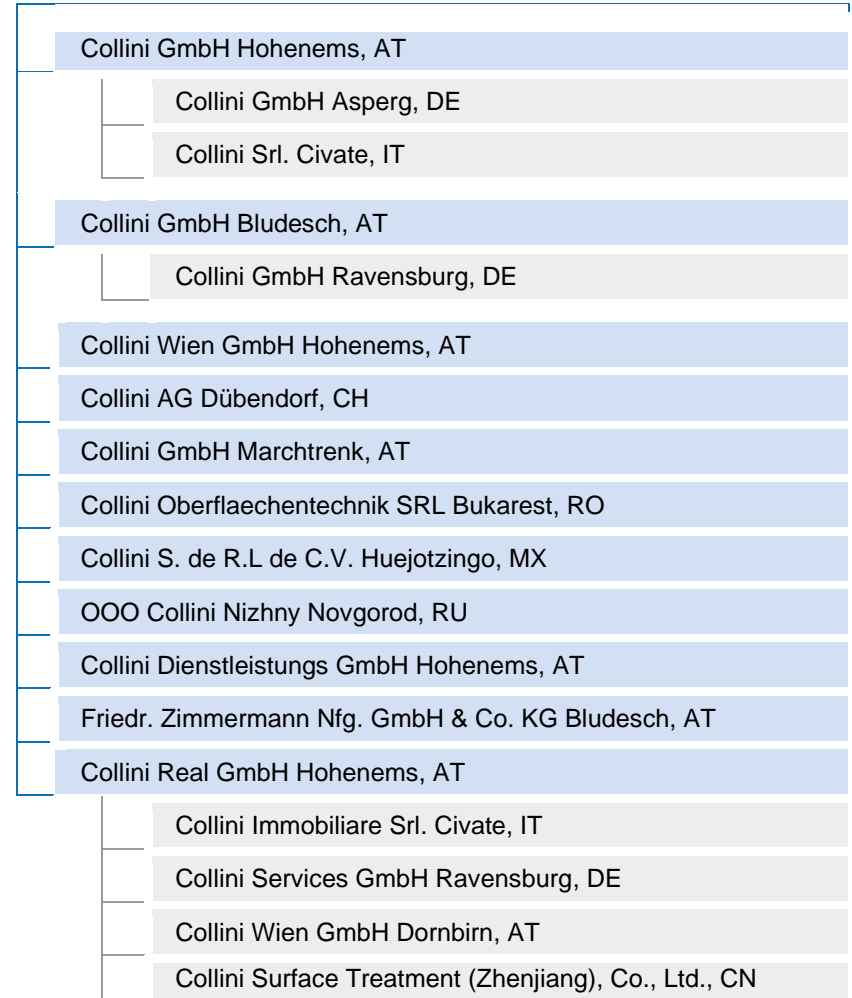 Collini GmbH Hohenems, AT
Collini GmbH Asperg, DE
Collini Srl. Civate, IT
Collini GmbH Bludesch, AT
Collini GmbH Ravensburg, DE
Collini Wien GmbH Hohenems, AT
Collini AG Dübendorf, CH
Collini GmbH Marchtrenk, AT
Collini Oberflaechentechnik SRL Bukarest, RO
Collini S. de R.L de C.V. Huejotzingo, MX
OOO Collini Nizhny Novgorod, RU
Collini Dienstleistungs GmbH Hohenems, AT
Friedr. Zimmermann Nfg. GmbH & Co. KG Bludesch, AT
Collini Real GmbH Hohenems, AT
Collini Immobiliare Srl. Civate, IT
Collini Services GmbH Ravensburg, DE
Collini Wien GmbH Dornbirn, AT
Collini Surface Treatment (Zhenjiang), Co., Ltd., CN